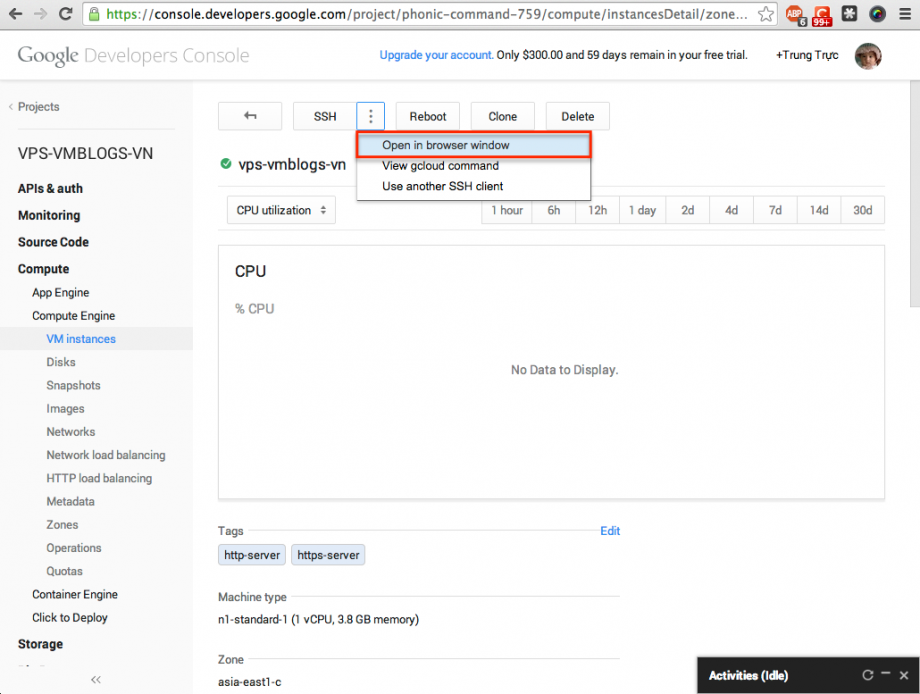 https://console.developers.google.com/project/phonic-command-759/compute/instancesDetail/zone...
ABP 6 99+
Google Developers Console
Upgrade your account. Only $300.00 and 59 days remain in your free trial.
+Trung Trực
Projects
VPS-VMBLOGS-VN
APIs & auth
Monitoring
Source Code
Compute
App Engine
Compute Engine
VM instances
Disks
Snapshots
Images
Networks
Network load balancing
HTTP load balancing
Metadata
Zones
Operations
Quotas
Container Engine
Click to Deploy
Storage
SSH
Reboot
Clone
Delete
Open in browser window
View gcloud command
Use another SSH client
vps-vmblogs-vn
CPU utilization
1 hour 6h 12h 1 day 2d 4d 7d 14d 30d
CPU
% CPU
No Data to Display.
Tags
Edit
http-server https-server
Machine type
n1-standard-1 (1 vCPU, 3.8 GB memory)
Zone
asia-east1-c
Activities (Idle)